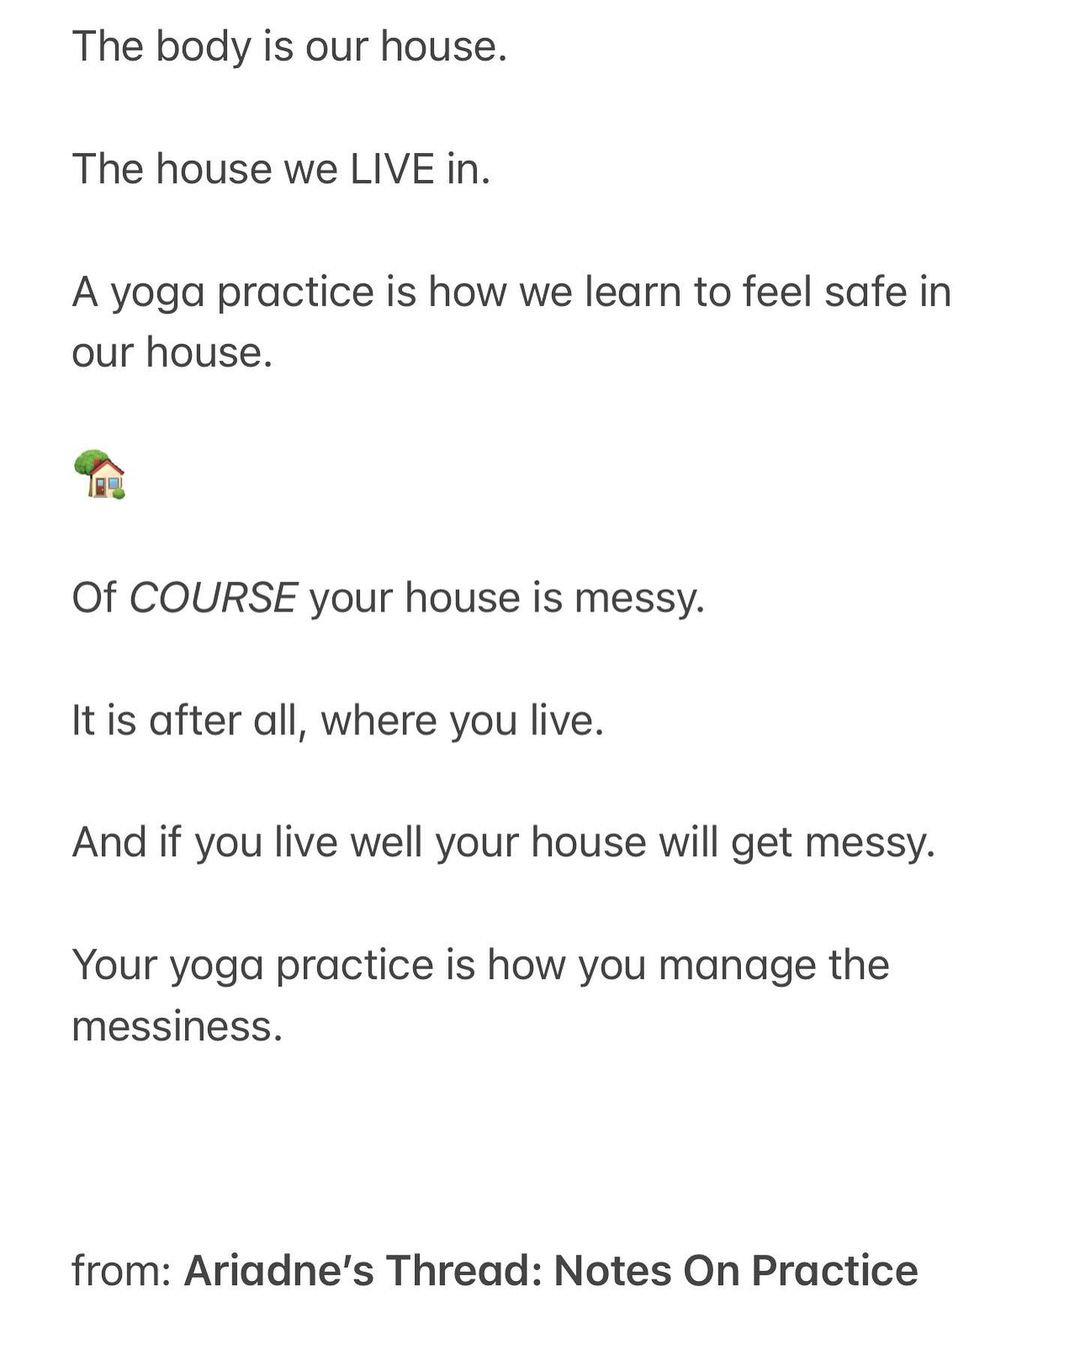 The body is our house.
The house we LIVE in.
A yoga practice is how we learn to feel safe in
our house.
🏡
Of COURSE your house is messy.
It is after all, where you live.
And if you live well your house will get messy.
Your yoga practice is how you manage the
messiness.
from: Ariadne’s Thread: Notes On Practice